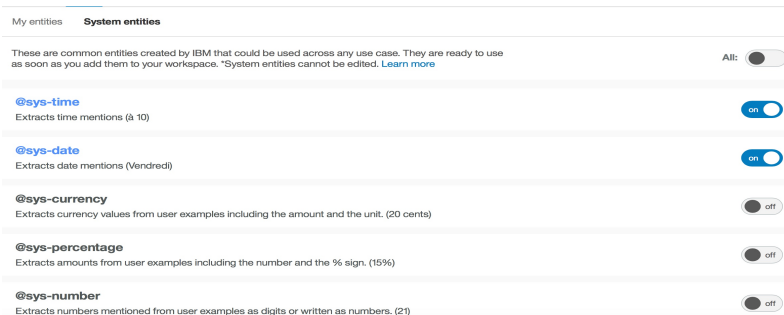 My entities System entities
These are common entities created by IBM that could be used across any use case. They are ready to use
as soon as you add them to your workspace. *System entities cannot be edited. Learn more
All:
@sys-time
Extracts time mentions (à 10)
on
@sys-date
Extracts date mentions (Vendredi)
on
@sys-currency
Extracts currency values from user examples including the amount and the unit. (20 cents)
off
@sys-percentage
Extracts amounts from user examples including the number and the % sign. (15%)
off
@sys-number
Extracts numbers mentioned from user examples as digits or written as numbers. (21)
off